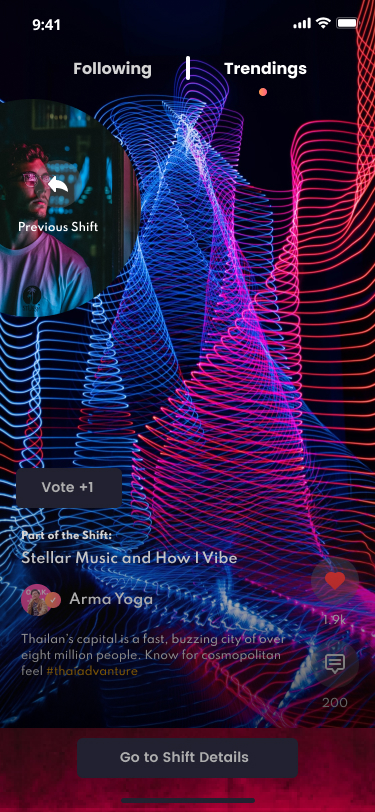 9:41
Following
Trendings
Previous Shift
Vote +1
Part of the Shift:
Stellar Music and How I Vibe
Arma Yoga
Thailan's capital is a fast, buzzing city of over
eight million people. Know for cosmopolitan
feel #thaiadvanture
1.9k
200
Go to Shift Details